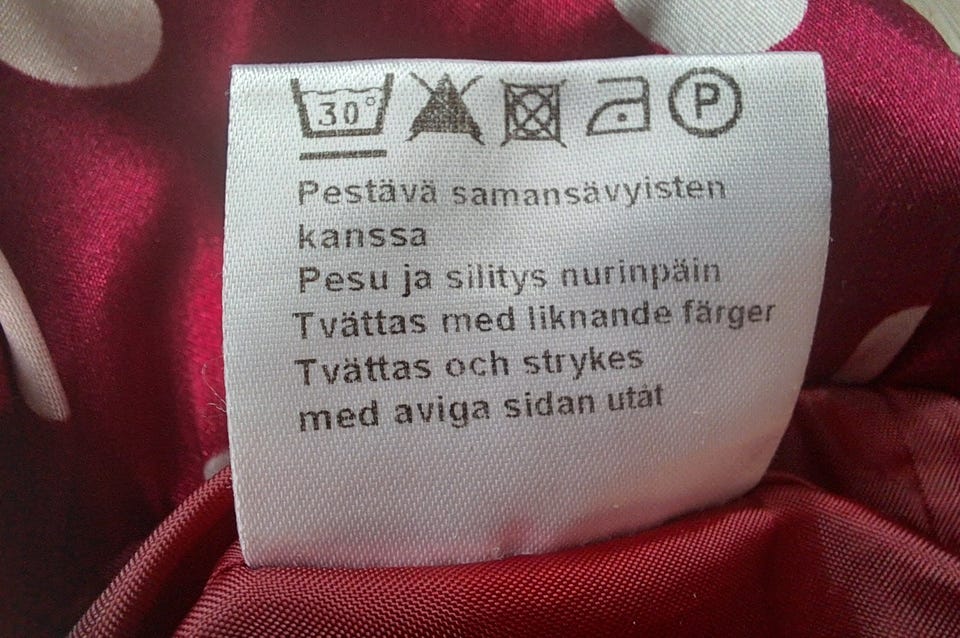 30°
P
Pestävä samansävyisten
kanssa
Pesu ja silitys nurinpäin
Tvättas med liknande färger
Tvättas och strykes
med aviga sidan utåt